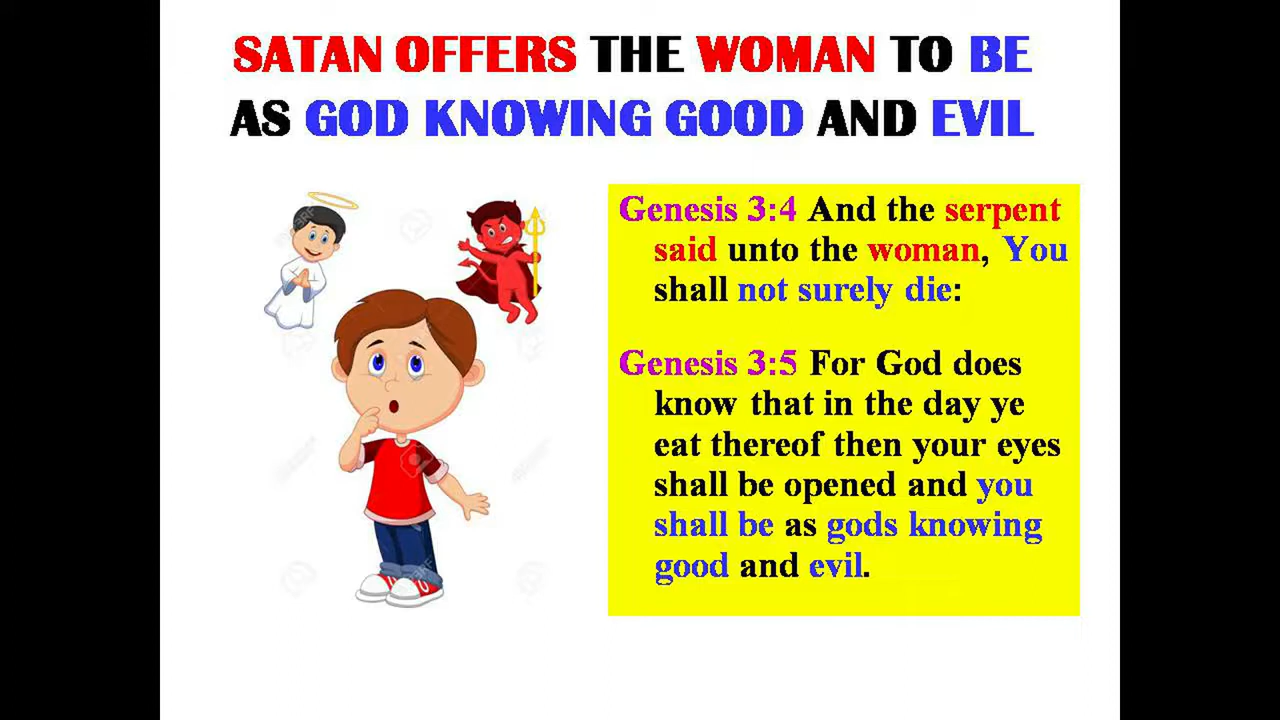 SATAN OFFERS THE WOMAN TO BE
AS GOD KNOWING GOOD AND EVIL
Genesis 3:4 And the serpent
said unto the woman, You
shall not surely die:
Genesis 3:5 For God does
know that in the day ye
eat thereof then your eyes
shall be opened and you
shall be as gods knowing
good and evil.